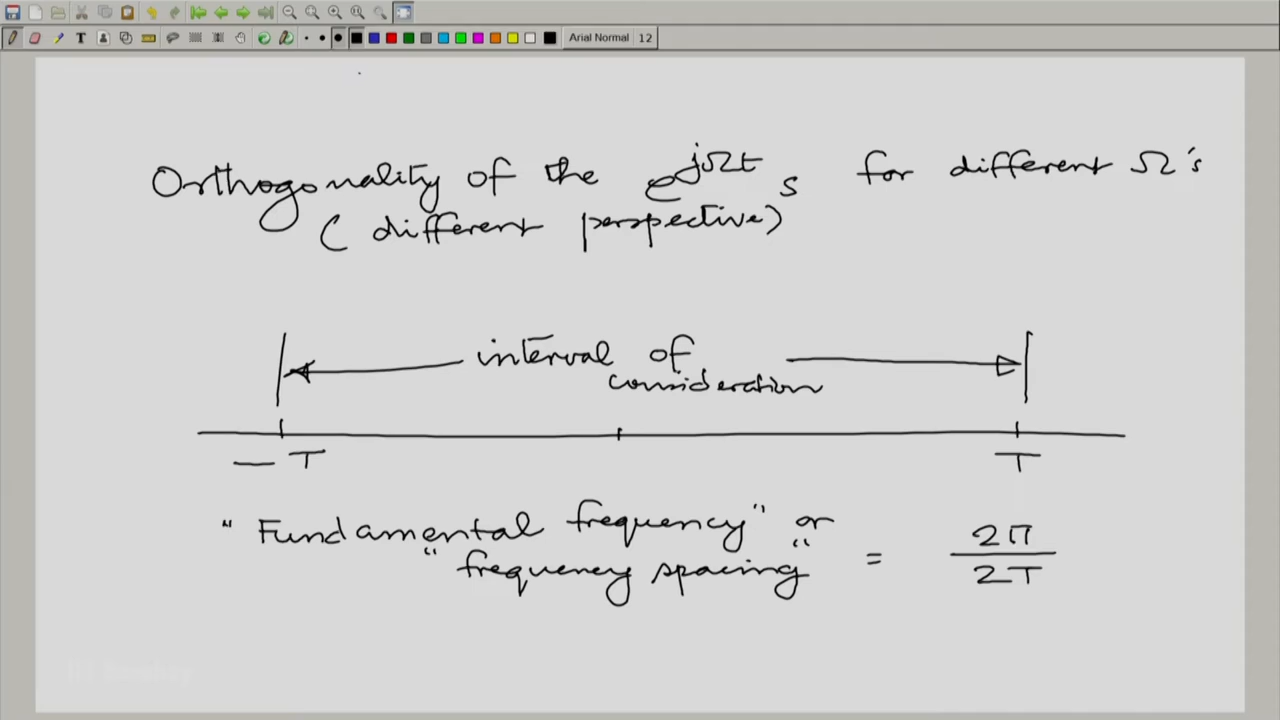 Arial Normal 12
Orthogonality of the e^{jΩt} s for different Ω's
( different perspective)
interval of
consideration
— T T
" Fundamental frequency" or
" frequency spacing" = 2π/2T